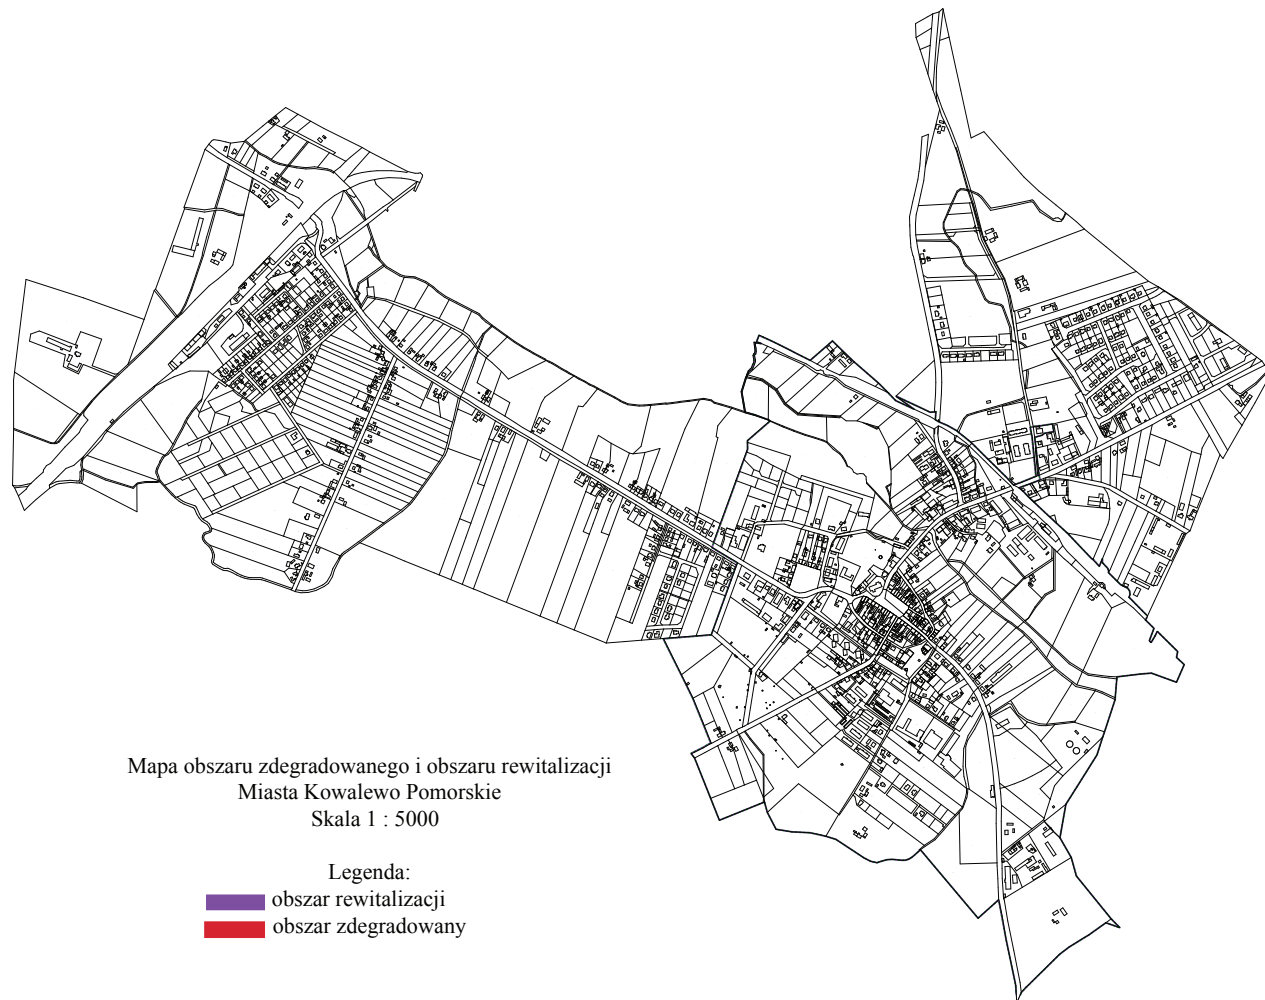 Mapa obszaru zdegradowanego i obszaru rewitalizacji
Miasta Kowalewo Pomorskie
Skala 1 : 5000
Legenda:
obszar rewitalizacji
obszar zdegradowany